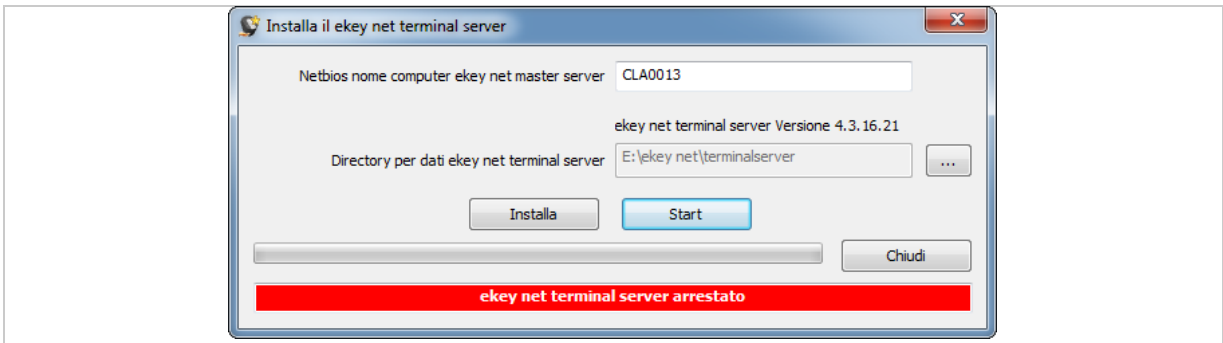 Installa il ekey net terminal server
Netbios nome computer ekey net master server CLA0013
ekey net terminal server Versione 4.3.16.21
Directory per dati ekey net terminal server E:\ekey net\terminalserver ...
Installa Start
Chiudi
ekey net terminal server arrestato